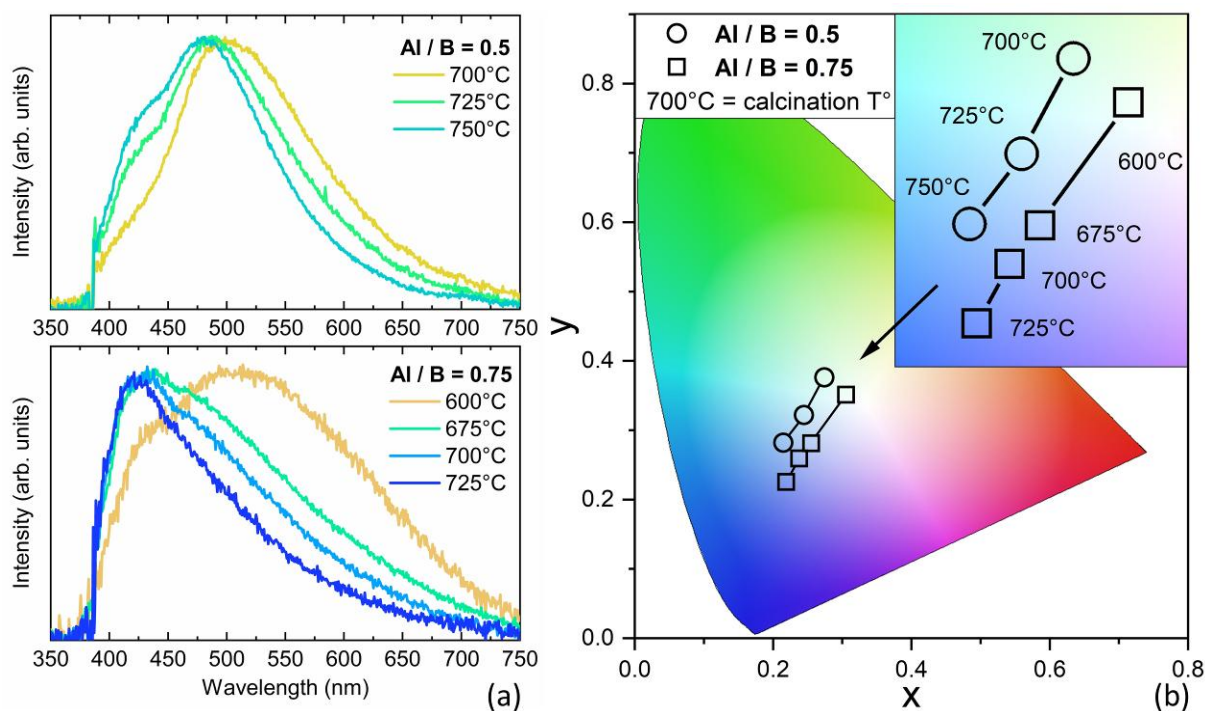 Intensity (arb. units)
Al / B = 0.5
700°C
725°C
750°C
350 400 450 500 550 600 650 700 750
Intensity (arb. units)
Al / B = 0.75
600°C
675°C
700°C
725°C
350 400 450 500 550 600 650 700 750
Wavelength (nm)
(a)
y
0.8
0.6
0.4
0.2
0.0
Al / B = 0.5
Al / B = 0.75
700°C = calcination T°
700°C
725°C
600°C
750°C
675°C
700°C
725°C
0.0 0.2 0.4 0.6 0.8
x
(b)